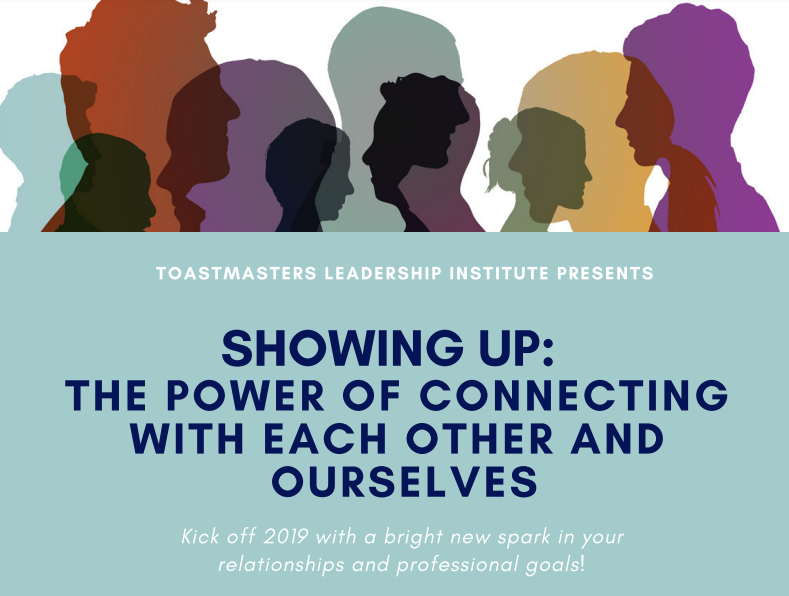 TOASTMASTERS LEADERSHIP INSTITUTE PRESENTS
SHOWING UP:
THE POWER OF CONNECTING
WITH EACH OTHER AND
OURSELVES
Kick off 2019 with a bright new spark in your
relationships and professional goals!